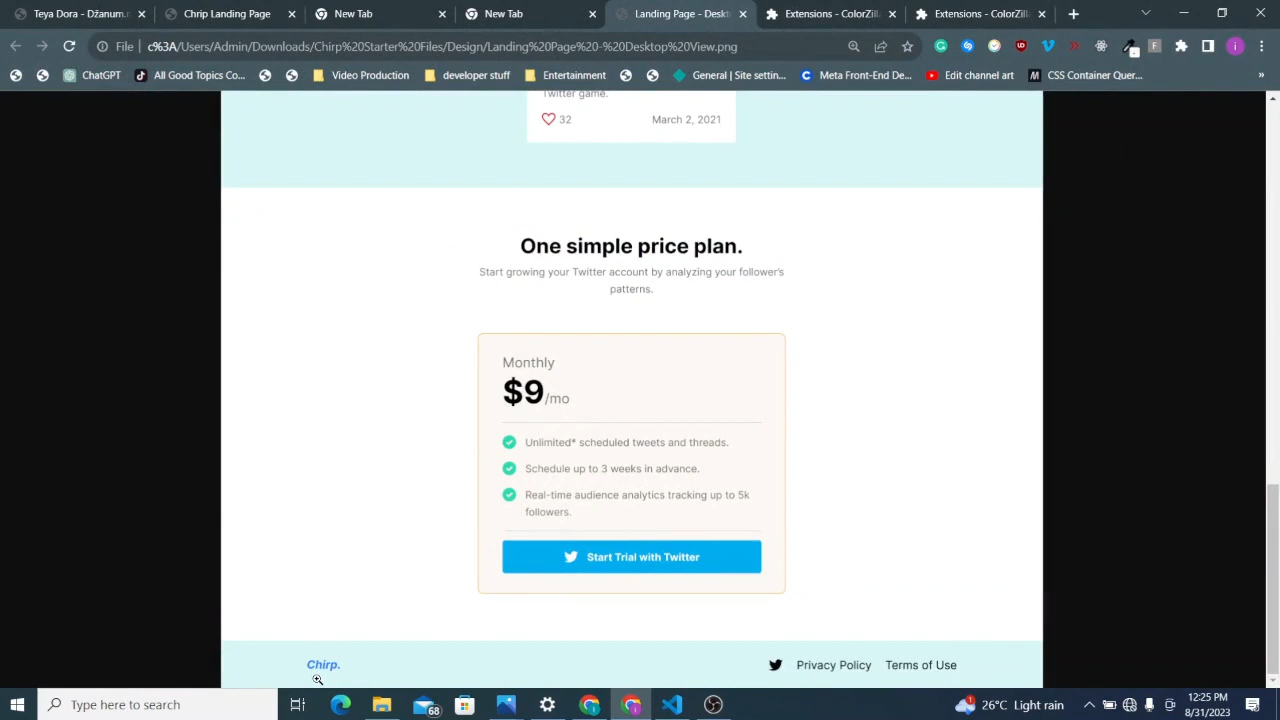 Teya Dora – Džanum.m
Chirp Landing Page
New Tab
New Tab
Landing Page - Deskt
Extensions - ColorZill
Extensions - ColorZill
File | c%3A/Users/Admin/Downloads/Chirp%20Starter%20Files/Design/Landing%20Page%20-%20Desktop%20View.png
ChatGPT
All Good Topics Co...
Video Production
developer stuff
Entertainment
General | Site settin...
Meta Front-End De...
Edit channel art
CSS Container Quer...
»
Twitter game.
32 March 2, 2021
One simple price plan.
Start growing your Twitter account by analyzing your follower's
patterns.
Monthly
$9/mo
Unlimited* scheduled tweets and threads.
Schedule up to 3 weeks in advance.
Real-time audience analytics tracking up to 5k
followers.
Start Trial with Twitter
Chirp.
Privacy Policy Terms of Use
Type here to search
68
1
26°C Light rain
12:25 PM
8/31/2023